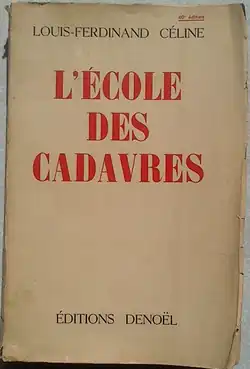 LOUIS-FERDINAND CÉLINE
L'ÉCOLE
DES
CADAVRES
ÉDITIONS DENOËL